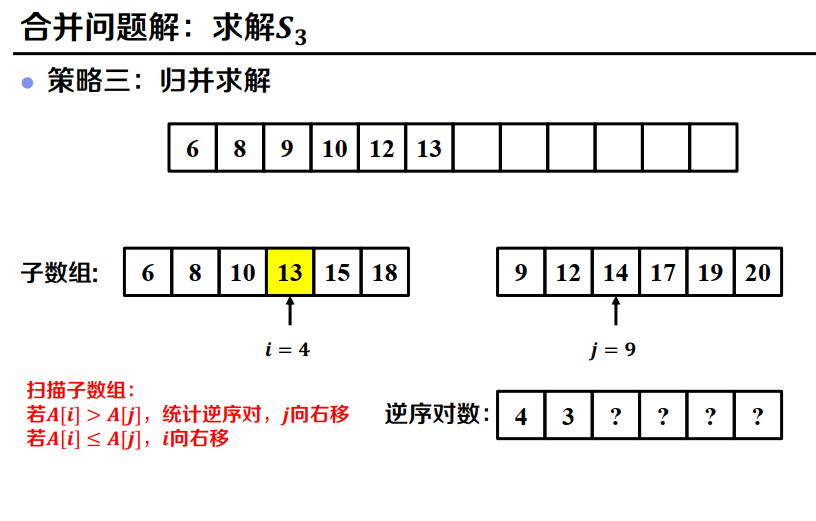 合并问题解：求解S₃
策略三：归并求解
6 8 9 10 12 13
子数组: 6 8 10 13 15 18 9 12 14 17 19 20
i = 4 j = 9
扫描子数组：
若A[i] > A[j]，统计逆序对，j向右移
若A[i] ≤ A[j]，i向右移
逆序对数: 4 3 ? ? ? ?